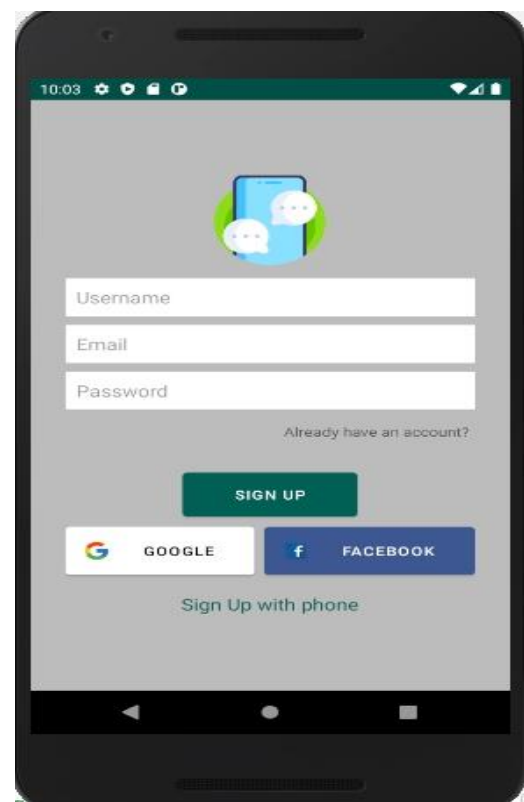 10:03
Username
Email
Password
Already have an account?
SIGN UP
G GOOGLE
f FACEBOOK
Sign Up with phone